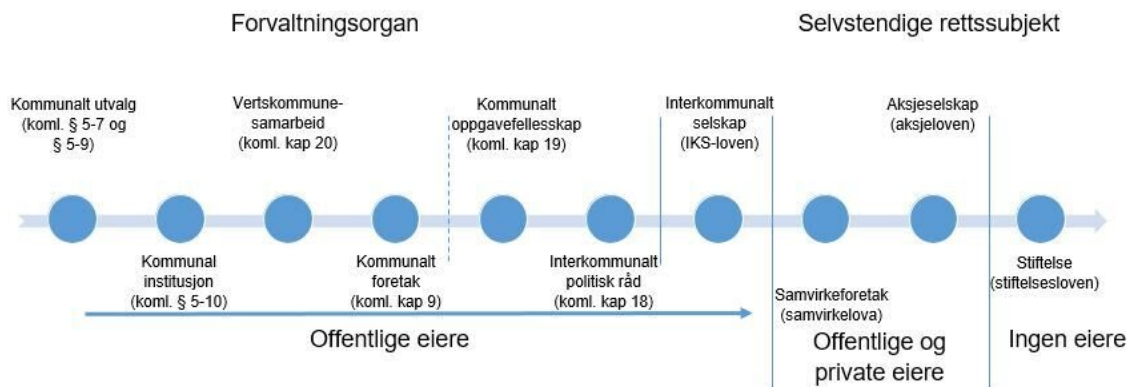 Forvaltningsorgan
Selvstendige rettssubjekt
Kommunalt utvalg
(koml. § 5-7 og
§ 5-9)
Vertskommune-
samarbeid
(koml. kap 20)
Kommunalt
oppgavefellesskap
(koml. kap 19)
Interkommunalt
selskap
(IKS-loven)
Aksjeselskap
(aksjeloven)
Kommunal
institusjon
(koml. § 5-10)
Kommunalt
foretak
(koml. kap 9)
Interkommunalt
politisk råd
(koml. kap 18)
Samvirkeforetak
(samvirkelova)
Stiftelse
(stiftelsesloven)
Offentlige eiere
Offentlige og
private eiere
Ingen eiere